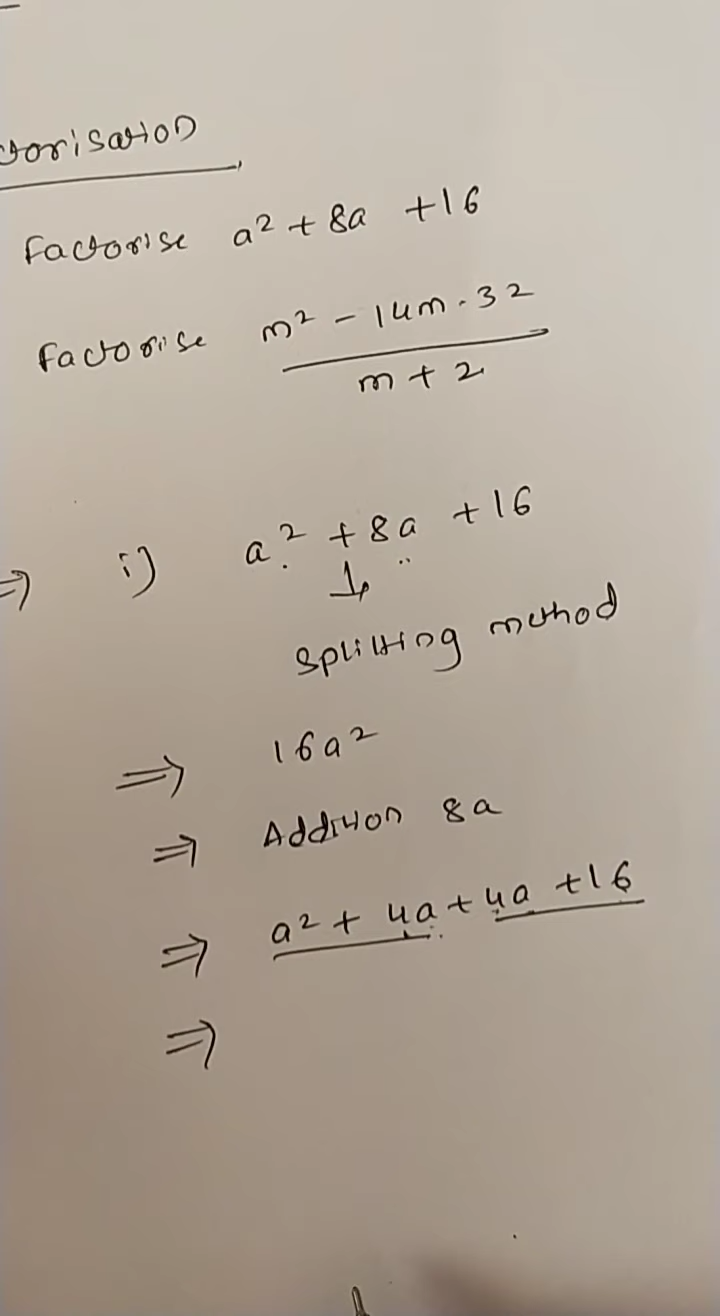 torisation
Factorise a² + 8a + 16
Factorise m² - 14m - 32
m + 2
⇒ i) a² + 8a + 16
Splitting method
⇒ 16a²
⇒ Addition 8a
⇒ a² + 4a + 4a + 16
⇒